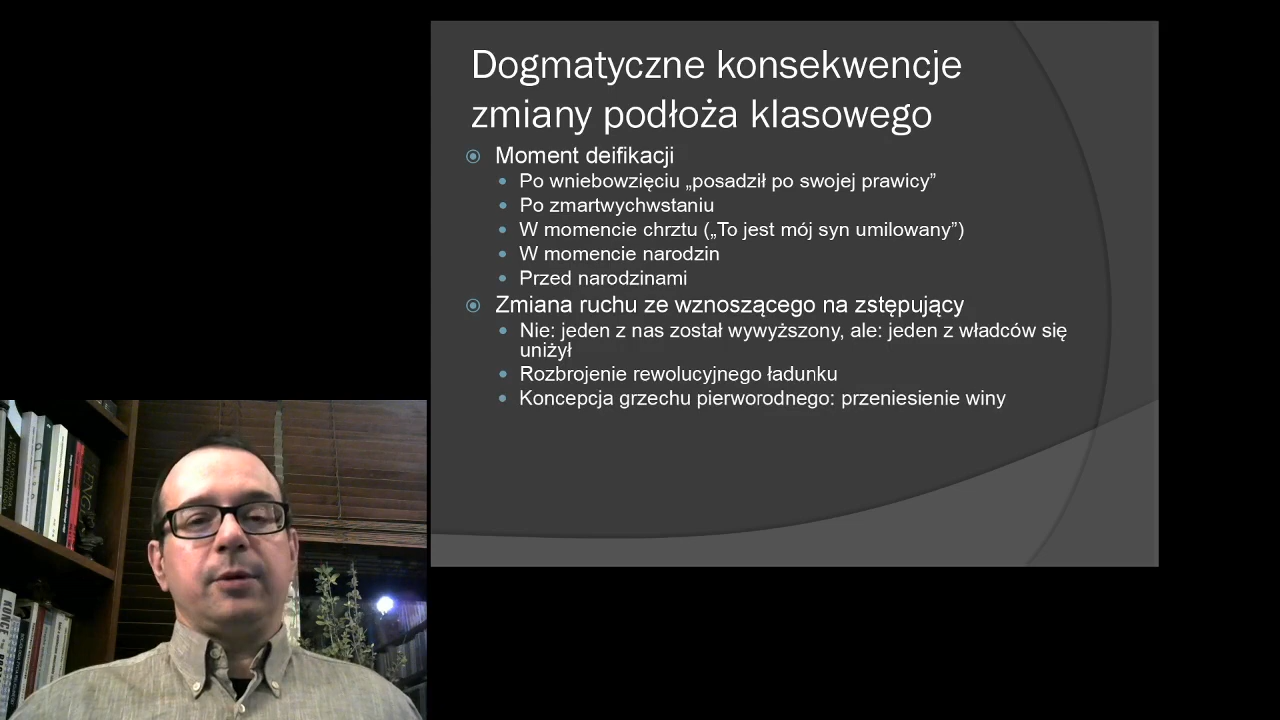 Dogmatyczne konsekwencje
zmiany podłoża klasowego
Moment deifikacji
Po wniebowzięciu „posadził po swojej prawicy”
Po zmartwychwstaniu
W momencie chrztu („To jest mój syn umilowany”)
W momencie narodzin
Przed narodzinami
Zmiana ruchu ze wznoszącego na zstępujący
Nie: jeden z nas został wywyższony, ale: jeden z władców się
uniżył
Rozbrojenie rewolucyjnego ładunku
Koncepcja grzechu pierworodnego: przeniesienie winy